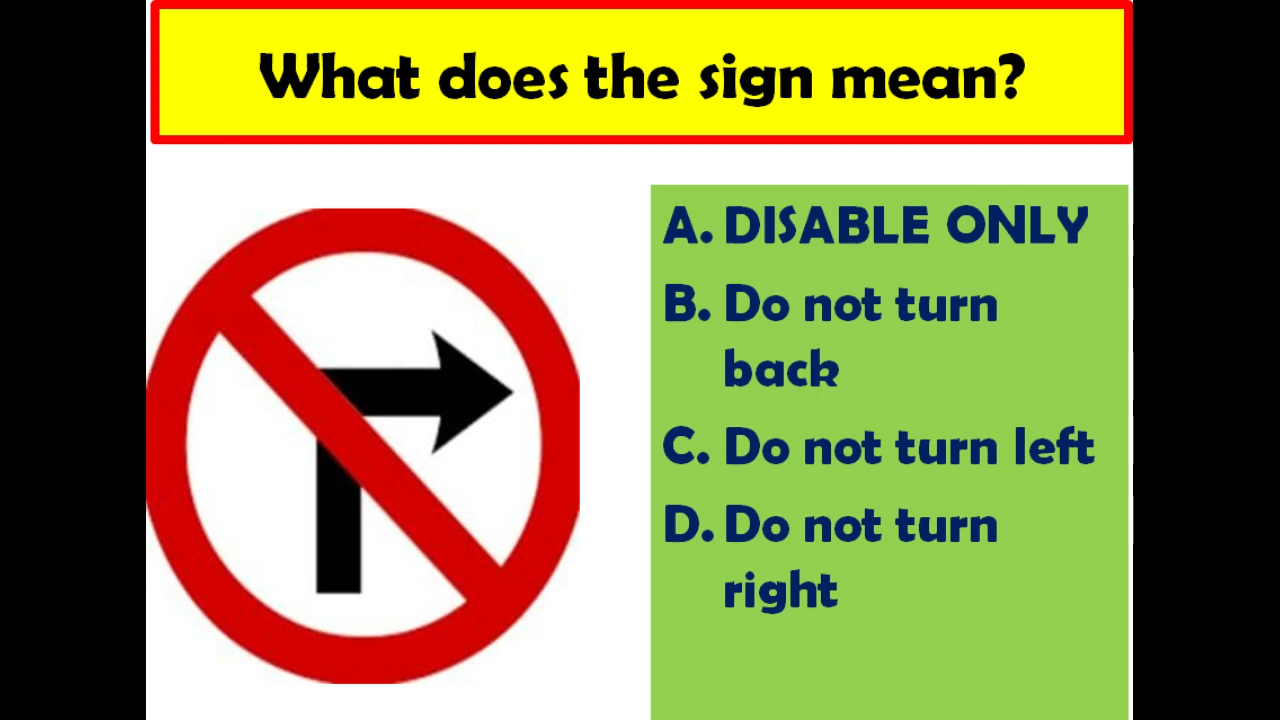 What does the sign mean?
A. DISABLE ONLY
B. Do not turn
back
C. Do not turn left
D. Do not turn
right